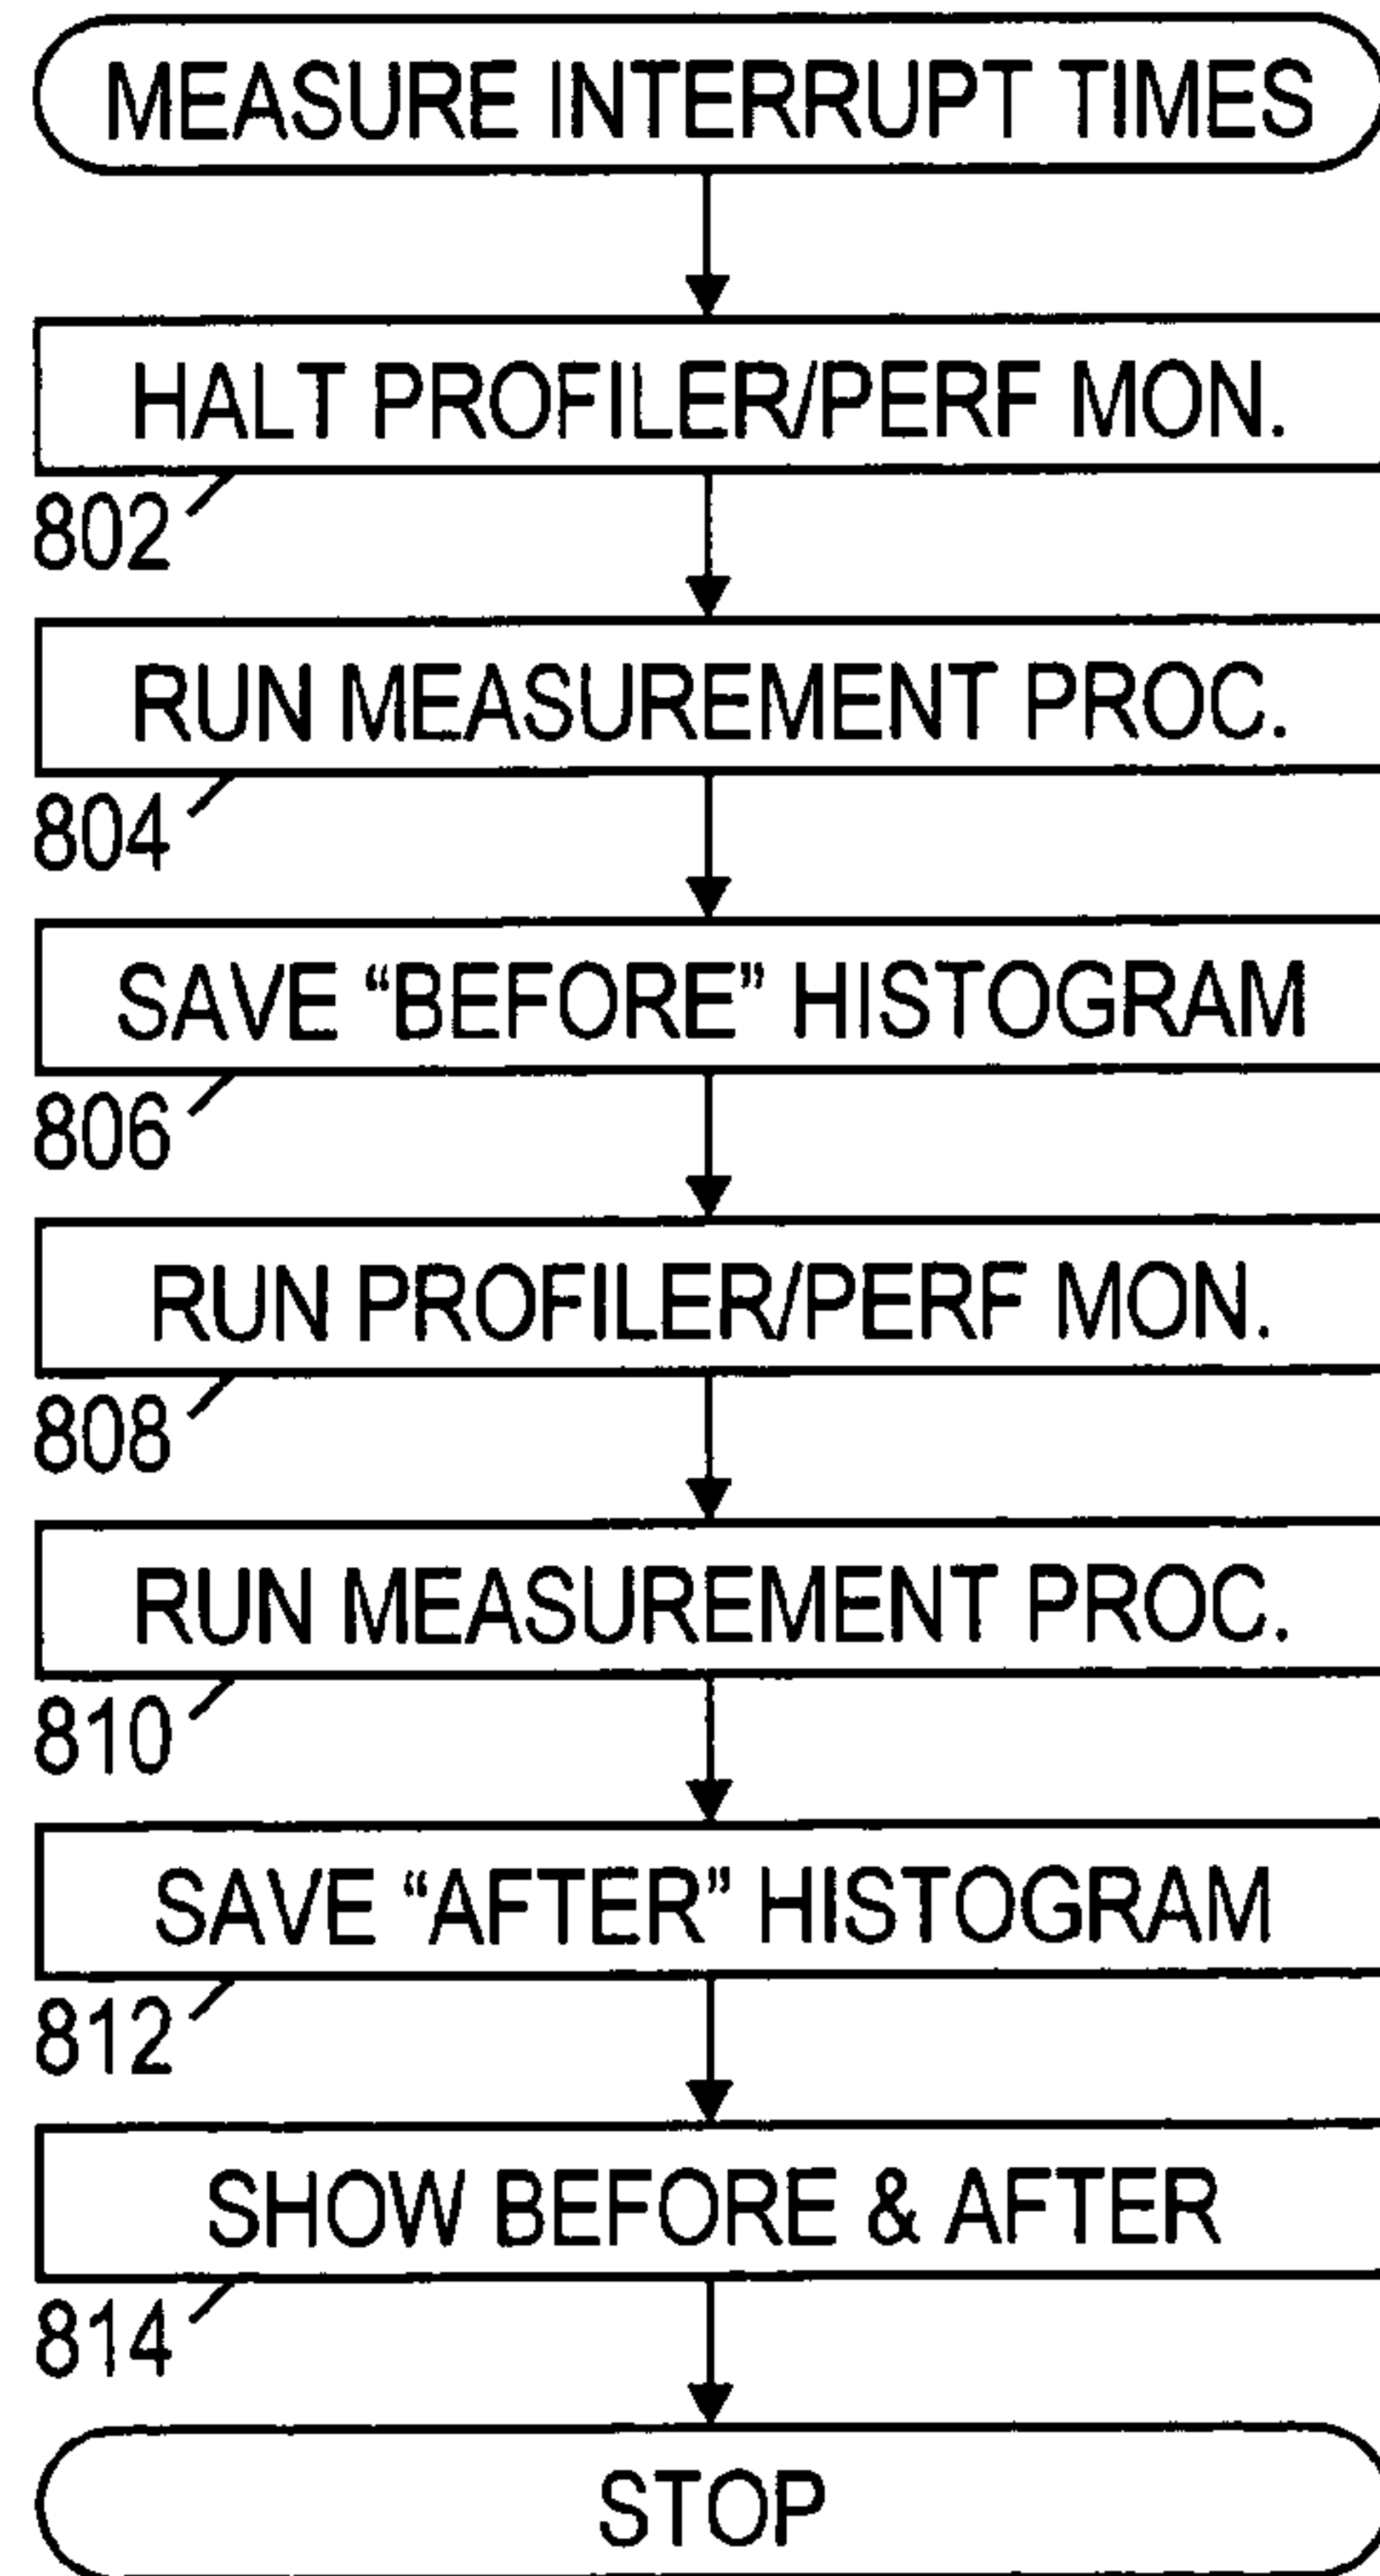 MEASURE INTERRUPT TIMES
HALT PROFILER/PERF MON.
802
RUN MEASUREMENT PROC.
804
SAVE “BEFORE” HISTOGRAM
806
RUN PROFILER/PERF MON.
808
RUN MEASUREMENT PROC.
810
SAVE “AFTER” HISTOGRAM
812
SHOW BEFORE & AFTER
814
STOP